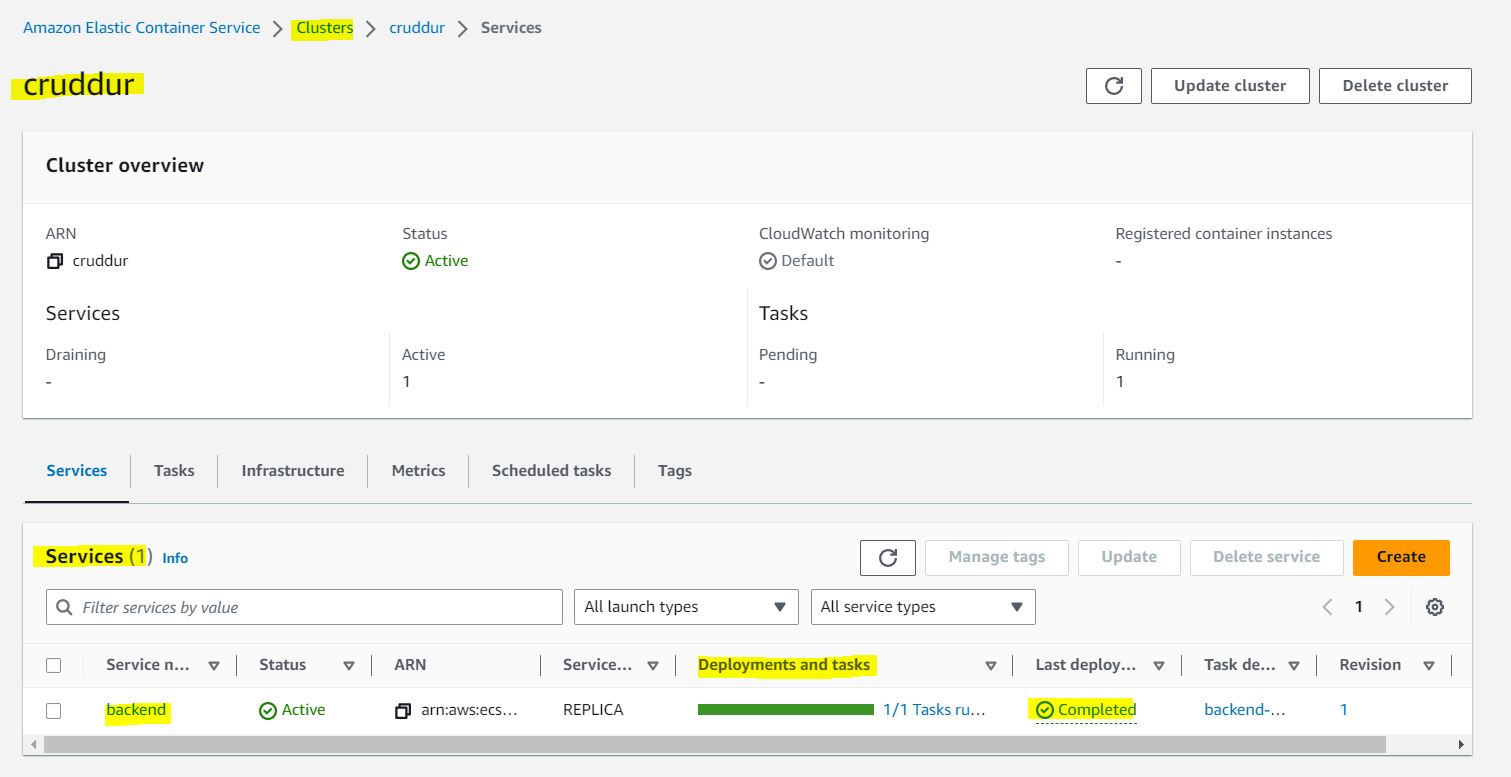 Amazon Elastic Container Service > Clusters > cruddur > Services
cruddur
Update cluster Delete cluster
Cluster overview
ARN Status CloudWatch monitoring Registered container instances
cruddur Active Default -
Services Tasks
Draining Active Pending Running
- 1 - 1
Services Tasks Infrastructure Metrics Scheduled tasks Tags
Services (1) Info Manage tags Update Delete service Create
Filter services by value All launch types All service types 1
Service n... Status ARN Service... Deployments and tasks Last deploy... Task de... Revision
backend Active arn:aws:ecs... REPLICA 1/1 Tasks ru... Completed backend-... 1